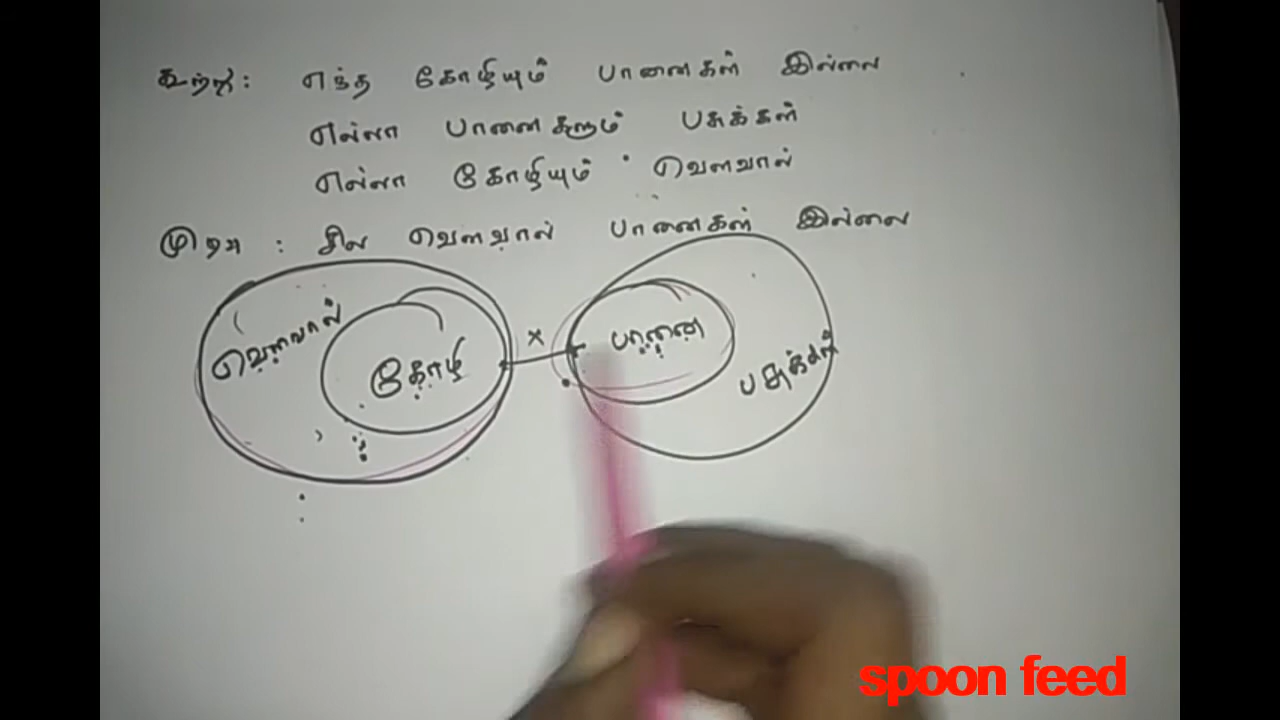 கூற்று: எந்த கோழியும் பானைகள் இல்லை
எல்லா பானைகளும் பசுக்கள்
எல்லா கோழியும் வௌவால்
முடிவு : சில வௌவால் பானைகள் இல்லை
வௌவால் கோழி x பானை பசுக்கள்
spoon feed